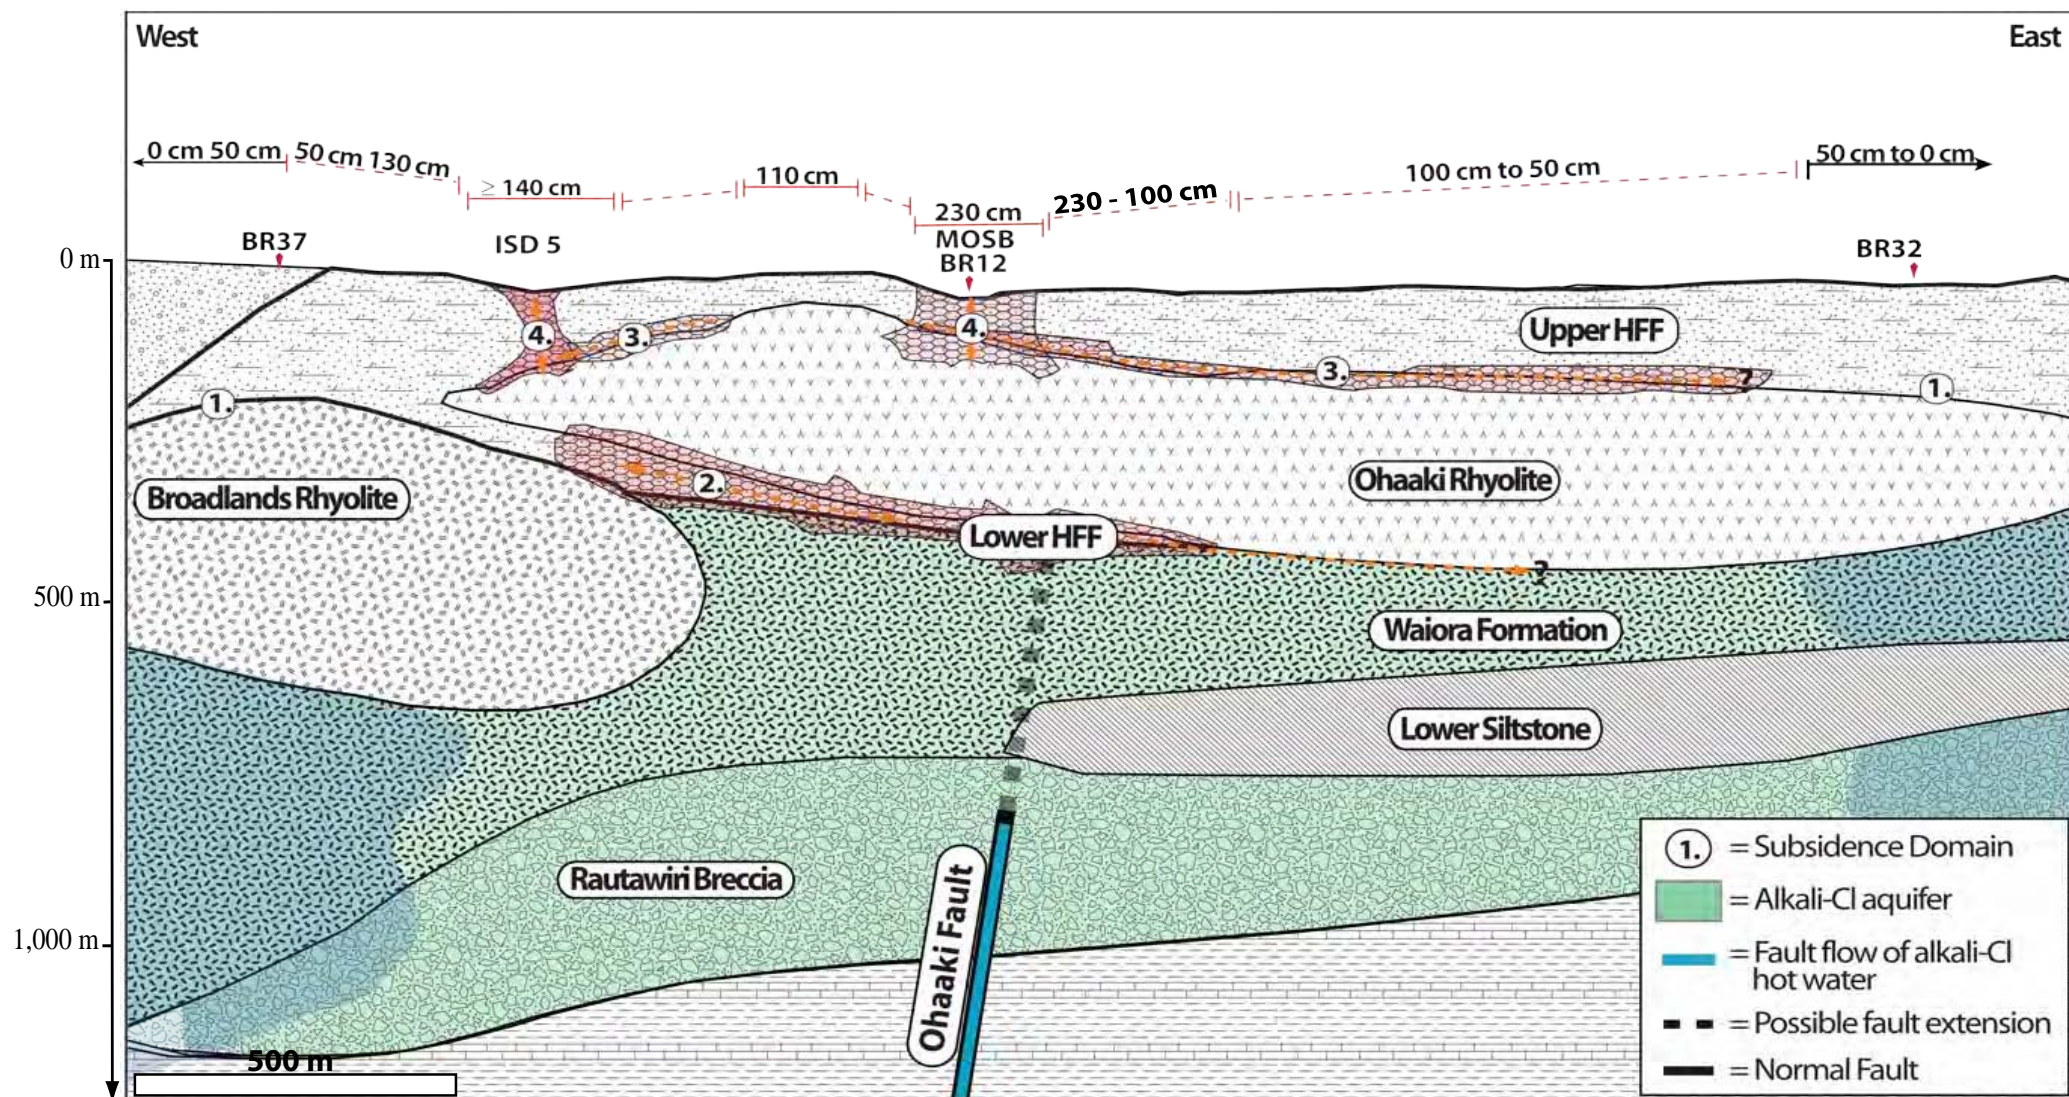 West
East
0 cm 50 cm
50 cm 130 cm
≥ 140 cm
110 cm
230 cm
230 - 100 cm
100 cm to 50 cm
50 cm to 0 cm
BR37
ISD 5
MOSB
BR12
BR32
0 m
4.
3.
4.
Upper HFF
3.
?
1.
1.
Broadlands Rhyolite
2.
Ohaaki Rhyolite
Lower HFF
?
500 m
Waiora Formation
Lower Siltstone
Rautawiri Breccia
Ohaaki Fault
1,000 m
500 m
1. = Subsidence Domain
= Alkali-Cl aquifer
= Fault flow of alkali-Cl
hot water
= Possible fault extension
= Normal Fault